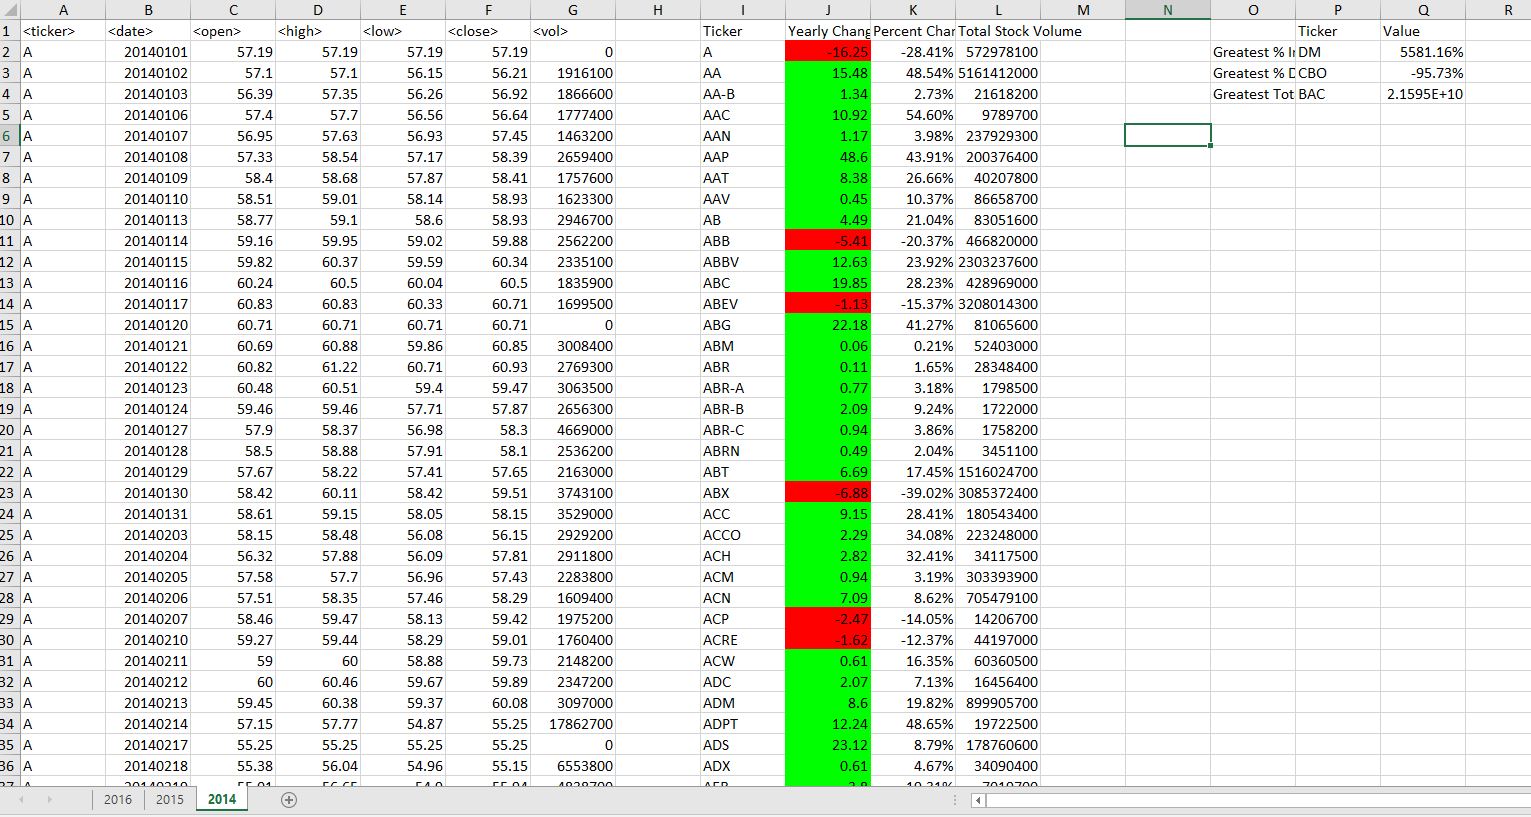 A B C D E F G H I J K L M N O P Q R
1 <ticker> <date> <open> <high> <low> <close> <vol> Ticker Yearly Chang Percent Char Total Stock Volume Ticker Value
2 A 20140101 57.19 57.19 57.19 57.19 0 A -16.25 -28.41% 572978100 Greatest % Ir DM 5581.16%
3 A 20140102 57.1 57.1 56.15 56.21 1916100 AA 15.48 48.54% 5161412000 Greatest % D CBO -95.73%
4 A 20140103 56.39 57.35 56.26 56.92 1866600 AA-B 1.34 2.73% 21618200 Greatest Tot BAC 2.1595E+10
5 A 20140106 57.4 57.7 56.56 56.64 1777400 AAC 10.92 54.60% 9789700
6 A 20140107 56.95 57.63 56.93 57.45 1463200 AAN 1.17 3.98% 237929300
7 A 20140108 57.33 58.54 57.17 58.39 2659400 AAP 48.6 43.91% 200376400
8 A 20140109 58.4 58.68 57.87 58.41 1757600 AAT 8.38 26.66% 40207800
9 A 20140110 58.51 59.01 58.14 58.93 1623300 AAV 0.45 10.37% 86658700
10 A 20140113 58.77 59.1 58.6 58.93 2946700 AB 4.49 21.04% 83051600
11 A 20140114 59.16 59.95 59.02 59.88 2562200 ABB -5.41 -20.37% 466820000
12 A 20140115 59.82 60.37 59.59 60.34 2335100 ABBV 12.63 23.92% 2303237600
13 A 20140116 60.24 60.5 60.04 60.5 1835900 ABC 19.85 28.23% 428969000
14 A 20140117 60.83 60.83 60.33 60.71 1699500 ABEV -1.13 -15.37% 3208014300
15 A 20140120 60.71 60.71 60.71 60.71 0 ABG 22.18 41.27% 81065600
16 A 20140121 60.69 60.88 59.86 60.85 3008400 ABM 0.06 0.21% 52403000
17 A 20140122 60.82 61.22 60.71 60.93 2769300 ABR 0.11 1.65% 28348400
18 A 20140123 60.48 60.51 59.4 59.47 3063500 ABR-A 0.77 3.18% 1798500
19 A 20140124 59.46 59.46 57.71 57.87 2656300 ABR-B 2.09 9.24% 1722000
20 A 20140127 57.9 58.37 56.98 58.3 4669000 ABR-C 0.94 3.86% 1758200
21 A 20140128 58.5 58.88 57.91 58.1 2536200 ABRN 0.49 2.04% 3451100
22 A 20140129 57.67 58.22 57.41 57.65 2163000 ABT 6.69 17.45% 1516024700
23 A 20140130 58.42 60.11 58.42 59.51 3743100 ABX -6.88 -39.02% 3085372400
24 A 20140131 58.61 59.15 58.05 58.15 3529000 ACC 9.15 28.41% 180543400
25 A 20140203 58.15 58.48 56.08 56.15 2929200 ACCO 2.29 34.08% 223248000
26 A 20140204 56.32 57.88 56.09 57.81 2911800 ACH 2.82 32.41% 34117500
27 A 20140205 57.58 57.7 56.96 57.43 2283800 ACM 0.94 3.19% 303393900
28 A 20140206 57.51 58.35 57.46 58.29 1609400 ACN 7.09 8.62% 705479100
29 A 20140207 58.46 59.47 58.13 59.42 1975200 ACP -2.47 -14.05% 14206700
30 A 20140210 59.27 59.44 58.29 59.01 1760400 ACRE -1.62 -12.37% 44197000
31 A 20140211 59 60 58.88 59.73 2148200 ACW 0.61 16.35% 60360500
32 A 20140212 60 60.46 59.67 59.89 2347200 ADC 2.07 7.13% 16456400
33 A 20140213 59.45 60.38 59.37 60.08 3097000 ADM 8.6 19.82% 899905700
34 A 20140214 57.15 57.77 54.87 55.25 17862700 ADPT 12.24 48.65% 19722500
35 A 20140217 55.25 55.25 55.25 55.25 0 ADS 23.12 8.79% 178760600
36 A 20140218 55.38 56.04 54.96 55.15 6553800 ADX 0.61 4.67% 34090400
2016 2015 2014